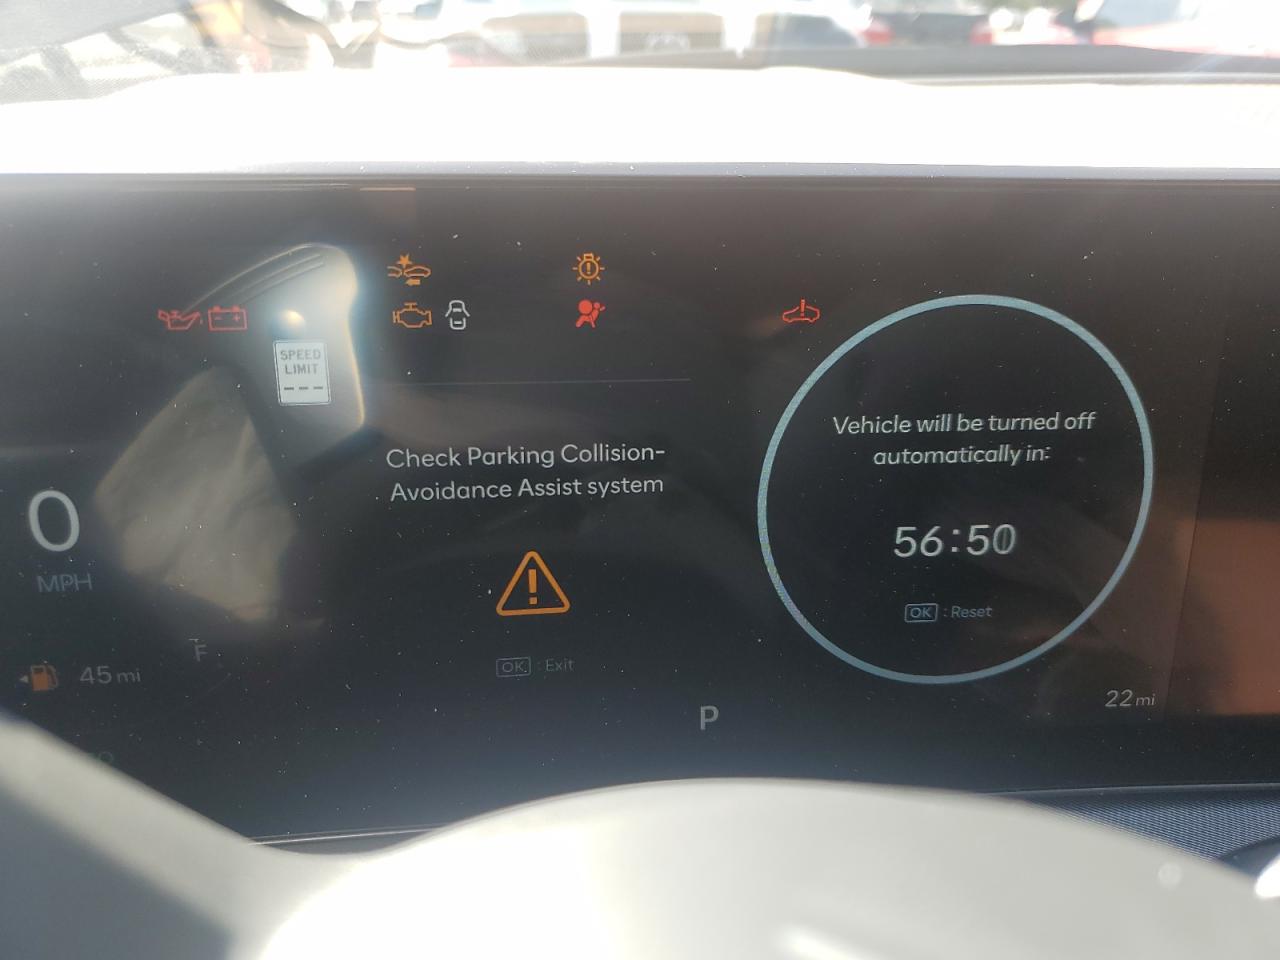 SPEED
LIMIT
---
Check Parking Collision-
Avoidance Assist system
Vehicle will be turned off
automatically in:
56:50
OK : Reset
0
MPH
F
45 mi
OK : Exit
P
22 mi